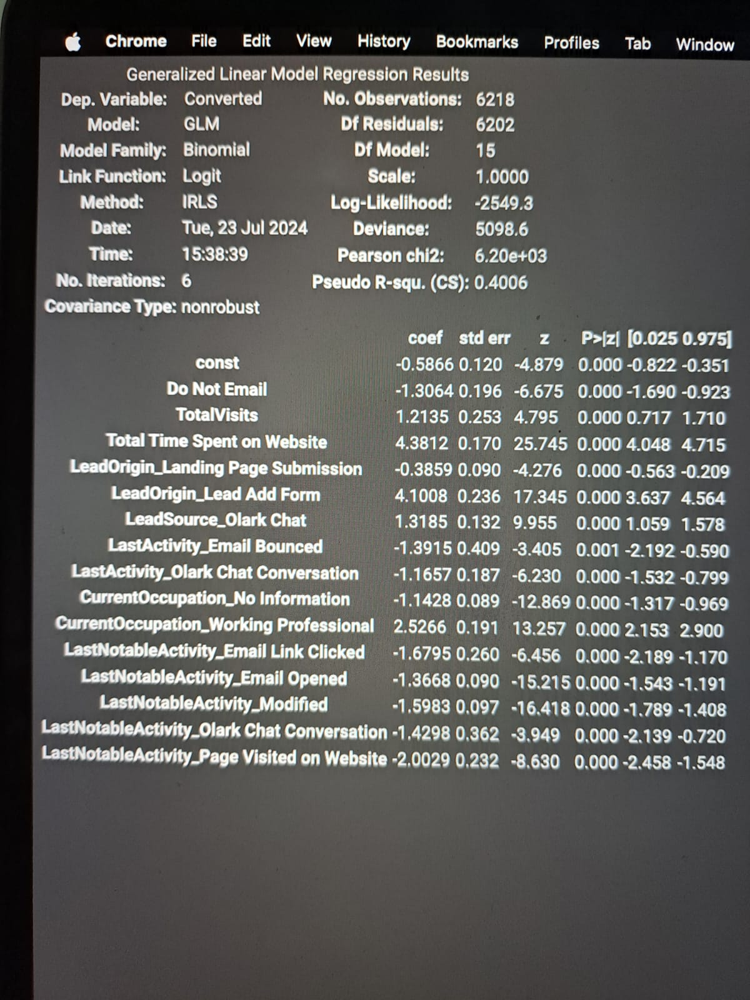 Chrome File Edit View History Bookmarks Profiles Tab Window
Generalized Linear Model Regression Results
Dep. Variable: Converted No. Observations: 6218
Model: GLM Df Residuals: 6202
Model Family: Binomial Df Model: 15
Link Function: Logit Scale: 1.0000
Method: IRLS Log-Likelihood: -2549.3
Date: Tue, 23 Jul 2024 Deviance: 5098.6
Time: 15:38:39 Pearson chi2: 6.20e+03
No. Iterations: 6 Pseudo R-squ. (CS): 0.4006
Covariance Type: nonrobust
coef std err z P>|z| [0.025 0.975]
const -0.5866 0.120 -4.879 0.000 -0.822 -0.351
Do Not Email -1.3064 0.196 -6.675 0.000 -1.690 -0.923
TotalVisits 1.2135 0.253 4.795 0.000 0.717 1.710
Total Time Spent on Website 4.3812 0.170 25.745 0.000 4.048 4.715
LeadOrigin_Landing Page Submission -0.3859 0.090 -4.276 0.000 -0.563 -0.209
LeadOrigin_Lead Add Form 4.1008 0.236 17.345 0.000 3.637 4.564
LeadSource_Olark Chat 1.3185 0.132 9.955 0.000 1.059 1.578
LastActivity_Email Bounced -1.3915 0.409 -3.405 0.001 -2.192 -0.590
LastActivity_Olark Chat Conversation -1.1657 0.187 -6.230 0.000 -1.532 -0.799
CurrentOccupation_No Information -1.1428 0.089 -12.869 0.000 -1.317 -0.969
CurrentOccupation_Working Professional 2.5266 0.191 13.257 0.000 2.153 2.900
LastNotableActivity_Email Link Clicked -1.6795 0.260 -6.456 0.000 -2.189 -1.170
LastNotableActivity_Email Opened -1.3668 0.090 -15.215 0.000 -1.543 -1.191
LastNotableActivity_Modified -1.5983 0.097 -16.418 0.000 -1.789 -1.408
LastNotableActivity_Olark Chat Conversation -1.4298 0.362 -3.949 0.000 -2.139 -0.720
LastNotableActivity_Page Visited on Website -2.0029 0.232 -8.630 0.000 -2.458 -1.548